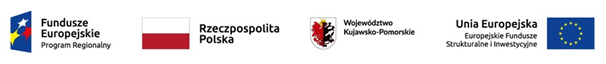 Fundusze
Europejskie
Program Regionalny
Rzeczpospolita
Polska
Województwo
Kujawsko-Pomorskie
Unia Europejska
Europejskie Fundusze
Strukturalne i Inwestycyjne